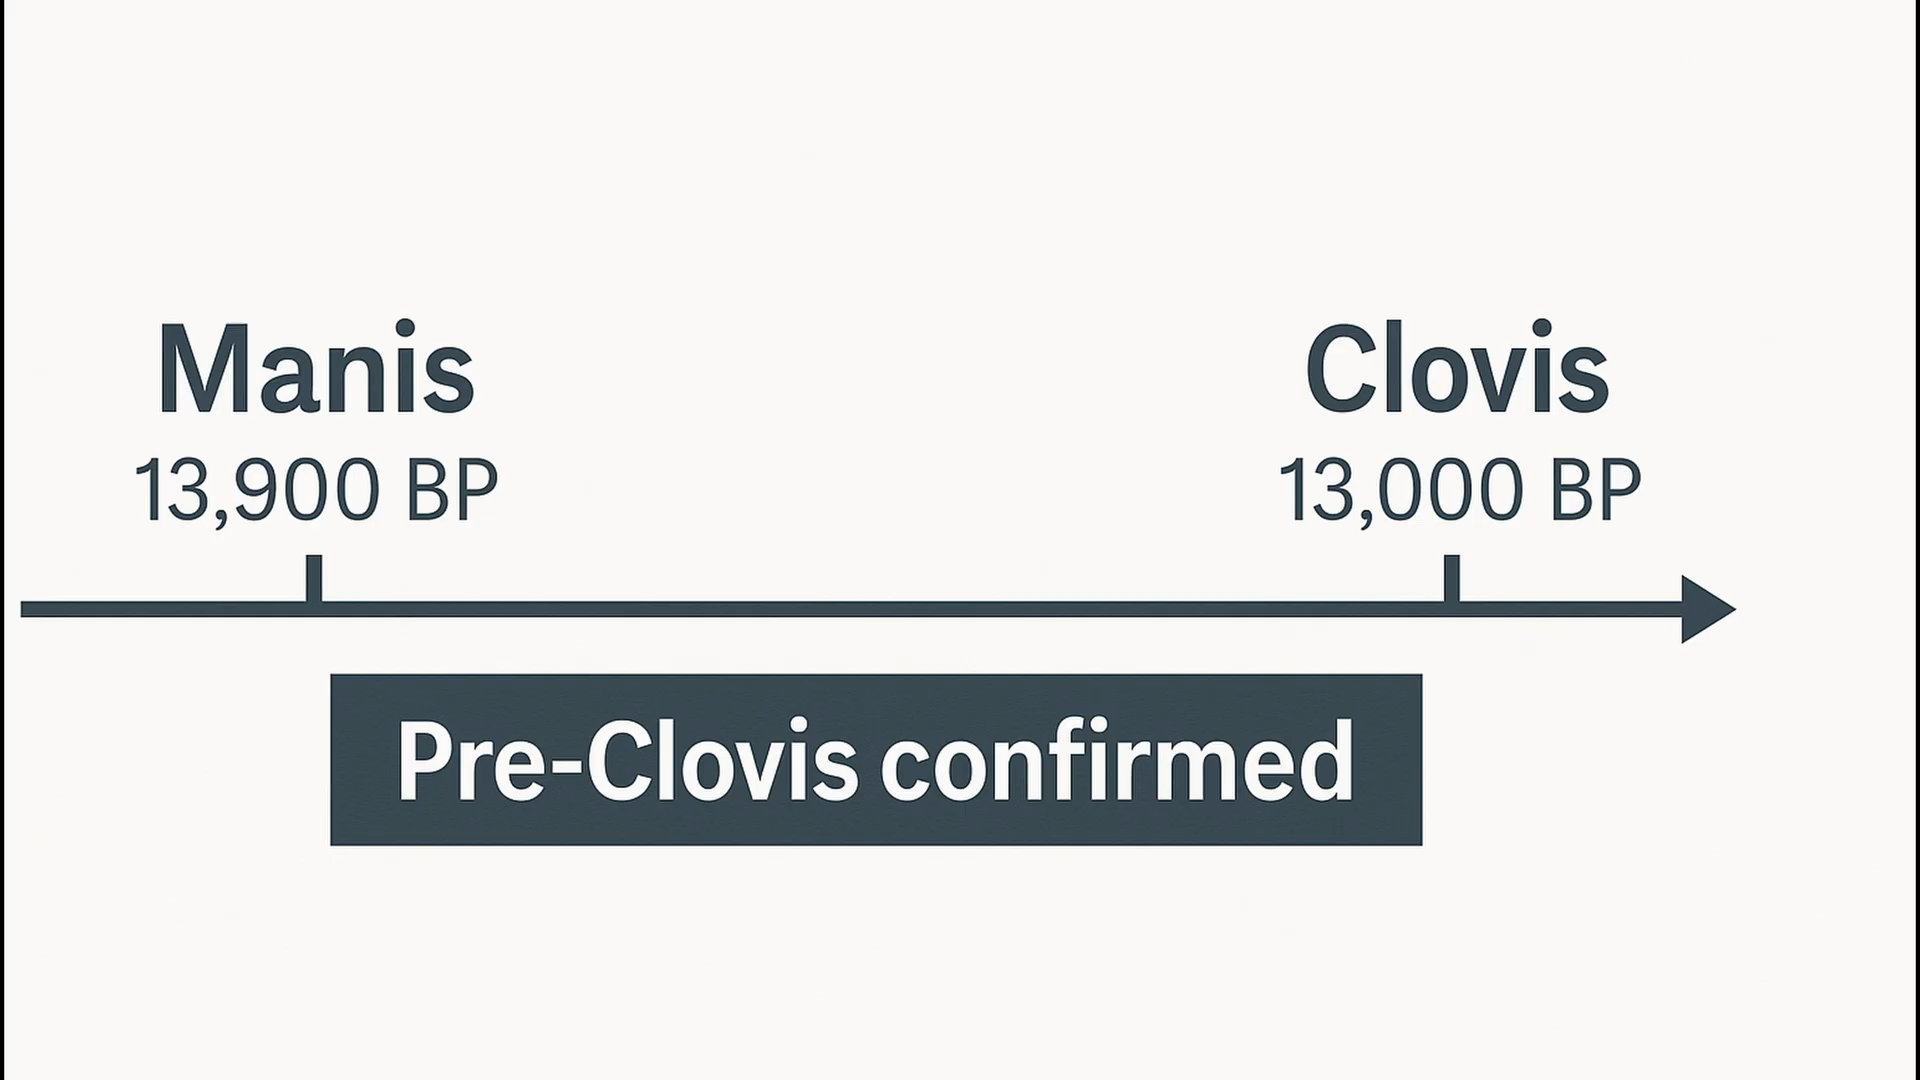 Manis
13,900 BP
Clovis
13,000 BP
Pre-Clovis confirmed